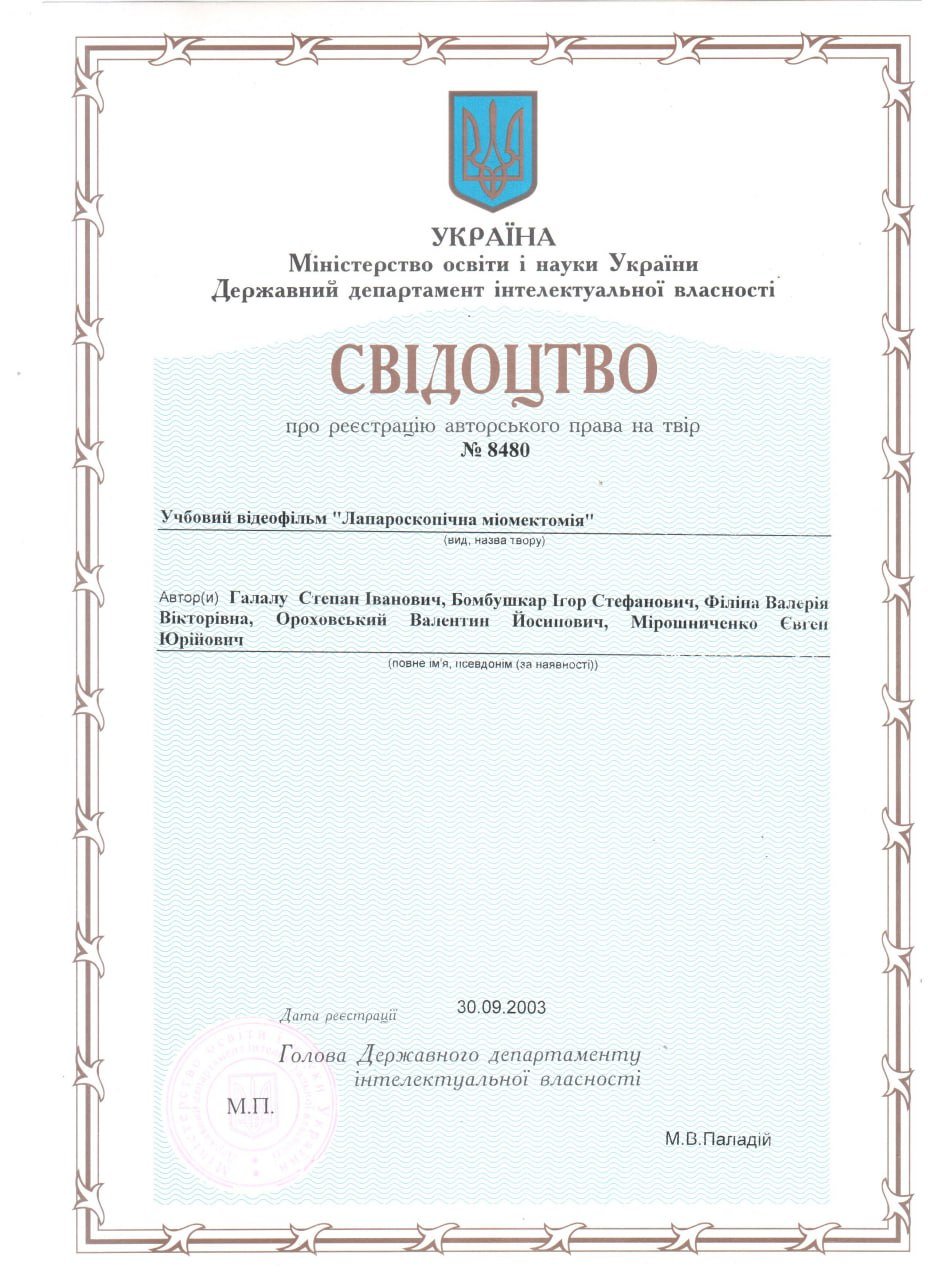 УКРАЇНА
Міністерство освіти і науки України
Державний департамент інтелектуальної власності
СВІДОЦТВО
про реєстрацію авторського права на твір
№ 8480
Учбовий відеофільм "Лапароскопічна міомектомія"
(вид, назва твору)
Автор(и) Галалу Степан Іванович, Бомбушкар Ігор Стефанович, Філіна Валерія
Вікторівна, Ороховський Валентин Йосипович, Мірошниченко Євген
Юрійович
(повне ім'я, псевдонім (за наявності))
Дата реєстрації 30.09.2003
Голова Державного департаменту
інтелектуальної власності
М.П.
М.В.Паладій